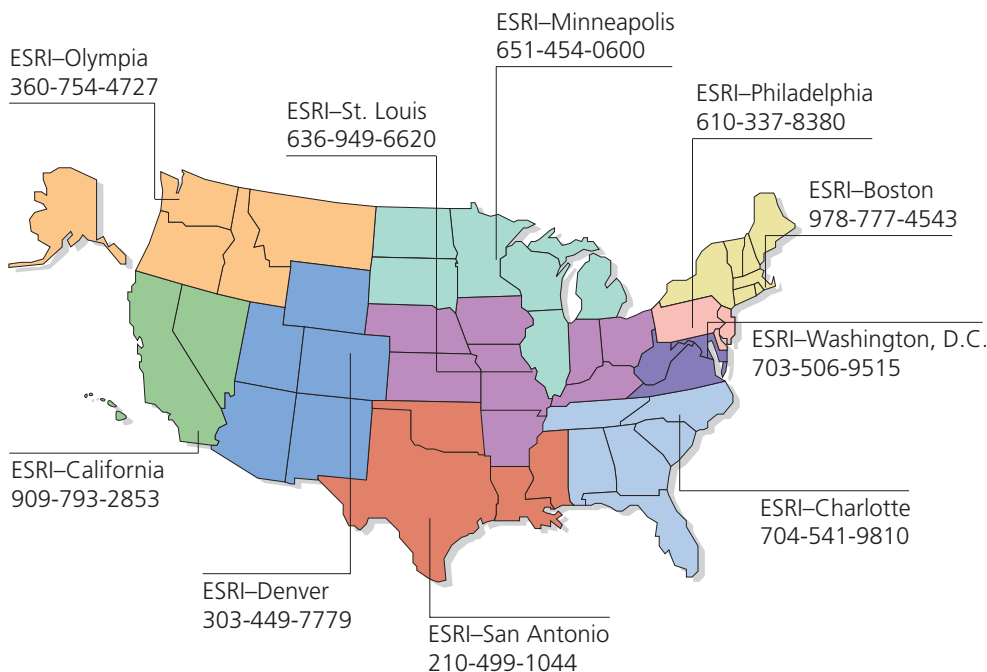 ESRI–Minneapolis
651-454-0600
ESRI–Olympia
360-754-4727
ESRI–Philadelphia
610-337-8380
ESRI–St. Louis
636-949-6620
ESRI–Boston
978-777-4543
ESRI–Washington, D.C.
703-506-9515
ESRI–California
909-793-2853
ESRI–Charlotte
704-541-9810
ESRI–Denver
303-449-7779
ESRI–San Antonio
210-499-1044